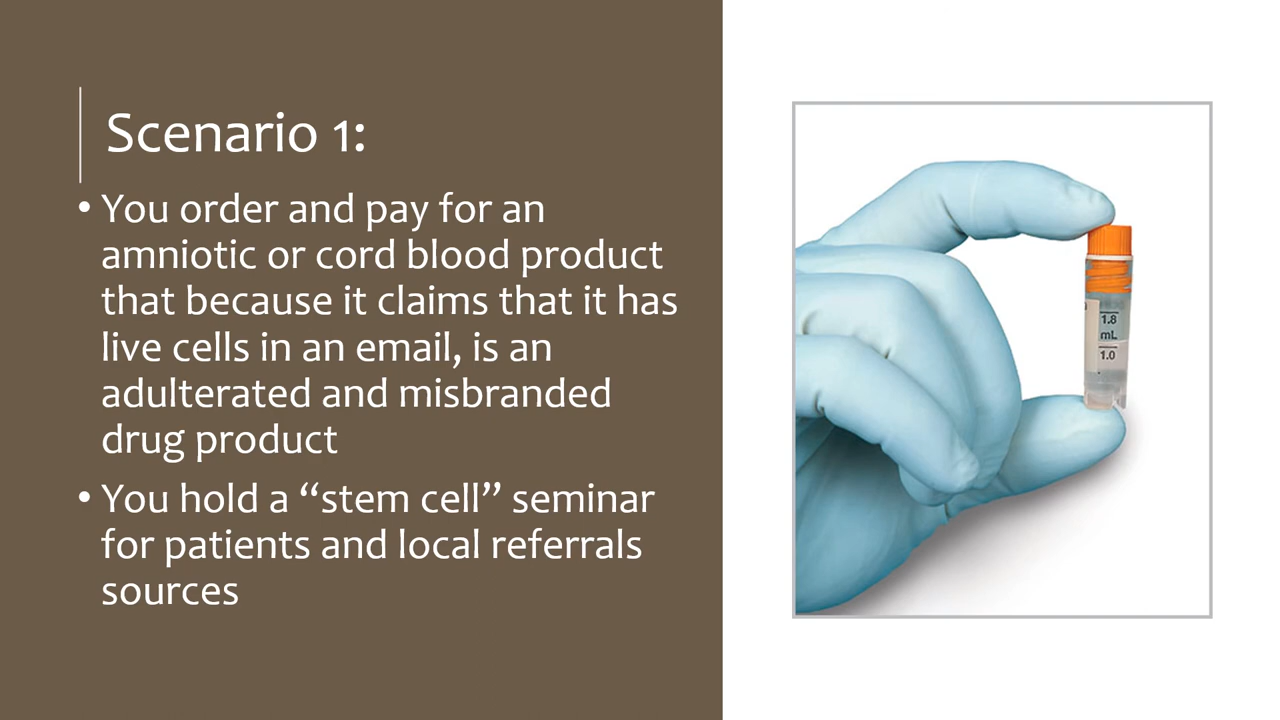 Scenario 1:
• You order and pay for an
amniotic or cord blood product
that because it claims that it has
live cells in an email, is an
adulterated and misbranded
drug product
• You hold a “stem cell” seminar
for patients and local referrals
sources
1.8
mL
1.0